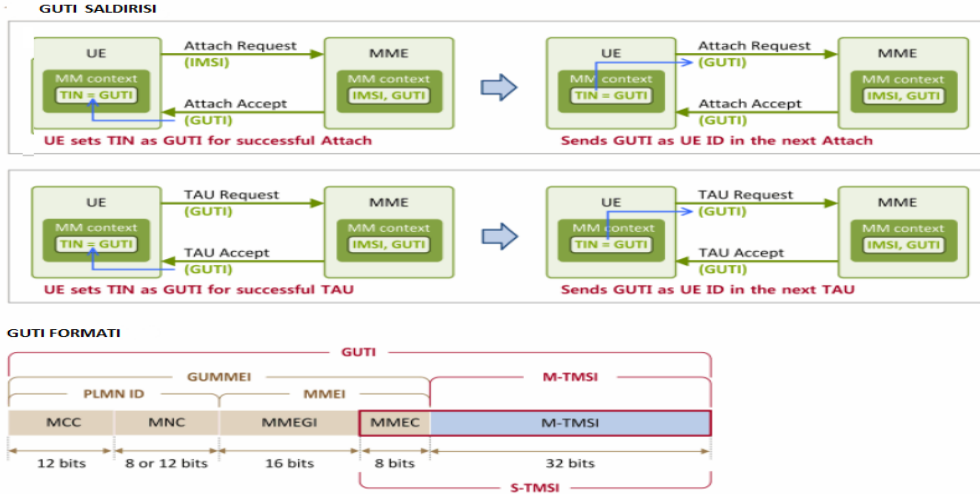 GUTI SALDIRISI
UE
Attach Request
(IMSI)
MME
MM context
TIN = GUTI
IMSI, GUTI
Attach Accept
(GUTI)
UE sets TIN as GUTI for successful Attach
UE
Attach Request
(GUTI)
MME
MM context
TIN = GUTI
IMSI, GUTI
Attach Accept
(GUTI)
Sends GUTI as UE ID in the next Attach
UE
TAU Request
(GUTI)
MME
MM context
TIN = GUTI
MM context
IMSI, GUTI
TAU Accept
(GUTI)
UE sets TIN as GUTI for successful TAU
UE
TAU Request
(GUTI)
MME
MM context
TIN = GUTI
MM context
IMSI, GUTI
TAU Accept
(GUTI)
Sends GUTI as UE ID in the next TAU
GUTI FORMATI
GUTI
GUMMEI
M-TMSI
PLMN ID
MMEI
MCC
MNC
MMEGI
MMEC
M-TMSI
12 bits
8 or 12 bits
16 bits
8 bits
32 bits
S-TMSI